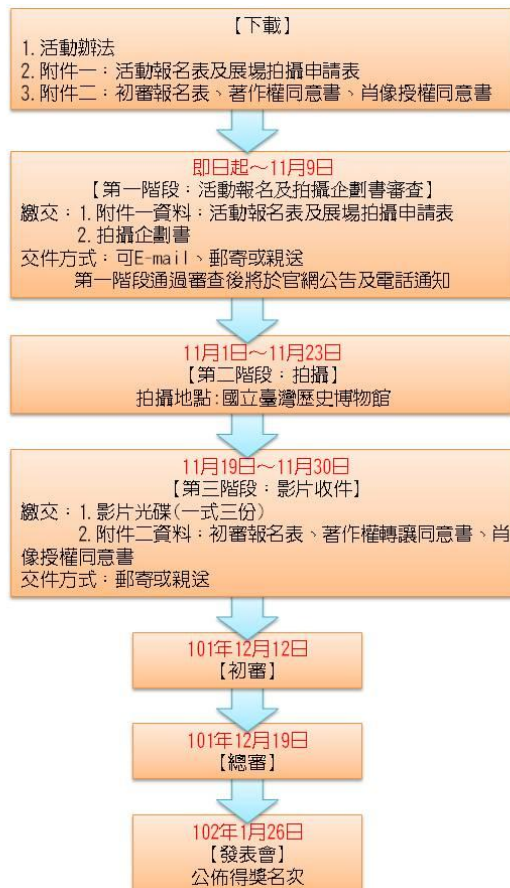 【下載】
1.活動辦法
2.附件一：活動報名表及展場拍攝申請表
3.附件二：初審報名表、著作權同意書、肖像授權同意書
即日起～11月9日
【第一階段：活動報名及拍攝企劃書審查】
繳交：1.附件一資料：活動報名表及展場拍攝申請表
2.拍攝企劃書
交件方式：可E-mail、郵寄或親送
第一階段通過審查後將於官網公告及電話通知
11月1日～11月23日
【第二階段：拍攝】
拍攝地點:國立臺灣歷史博物館
11月19日～11月30日
【第三階段：影片收件】
繳交：1.影片光碟(一式三份)
2.附件二資料：初審報名表、著作權轉讓同意書、肖
像授權同意書
交件方式：郵寄或親送
101年12月12日
【初審】
101年12月19日
【總審】
102年1月26日
【發表會】
公佈得獎名次